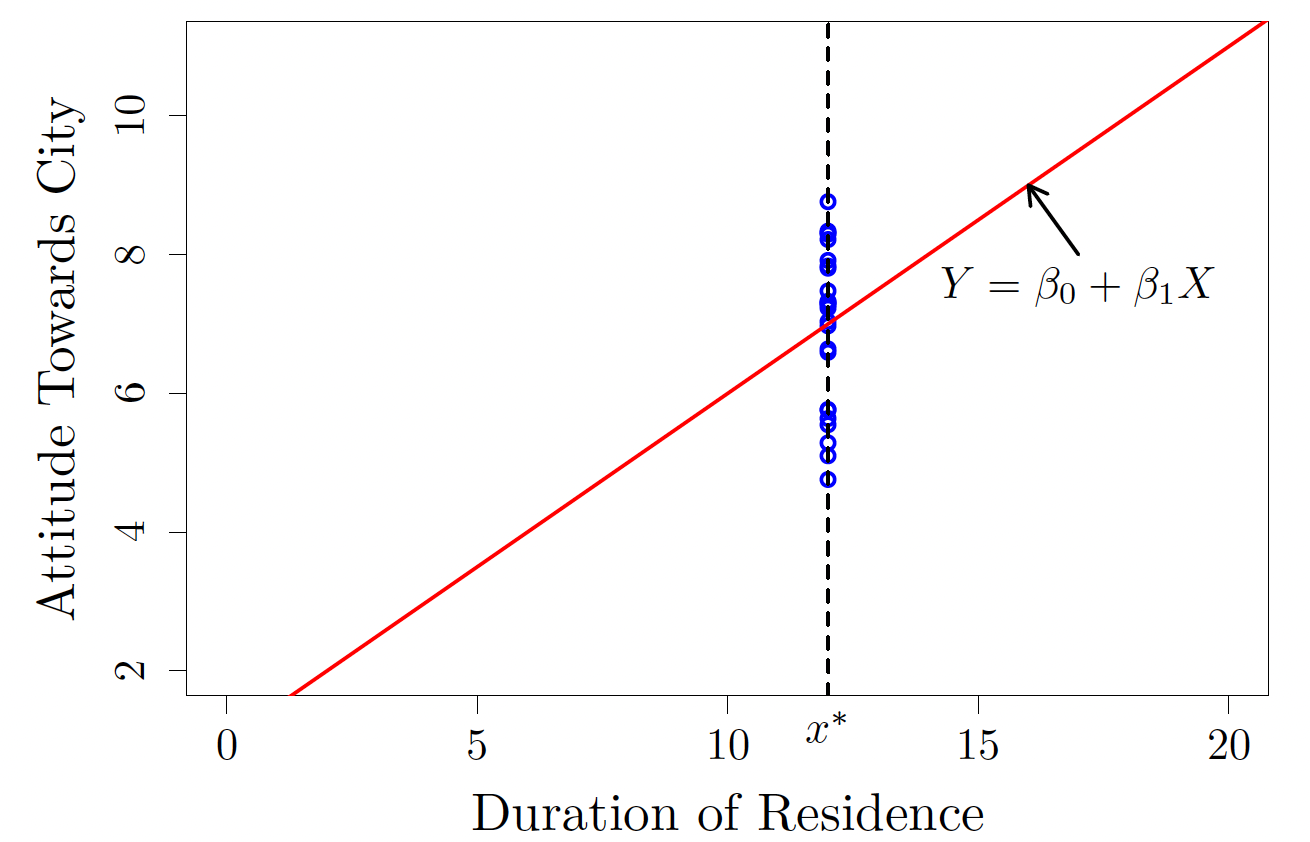 Attitude Towards City
10
8
6
4
2
Y = β₀ + β₁X
0 5 10 x* 15 20
Duration of Residence